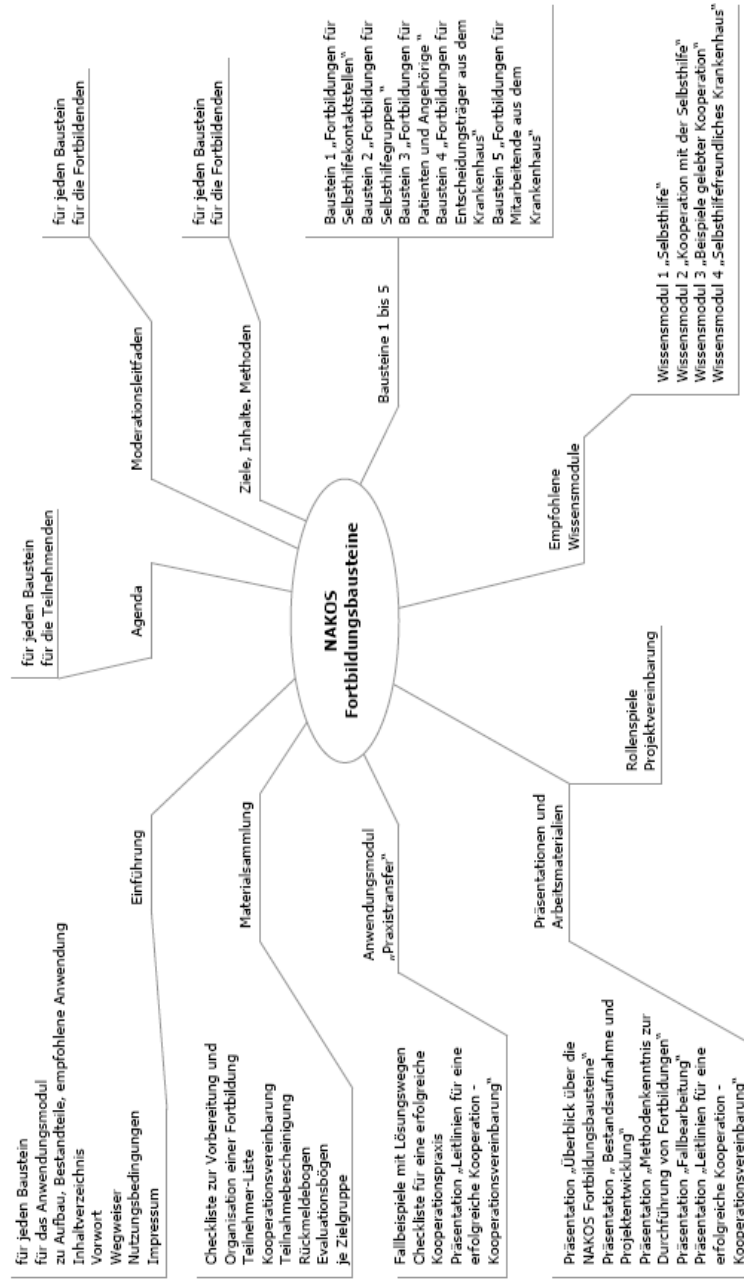 für jeden Baustein
für das Anwendungsmodul
zu Aufbau, Bestandteile, empfohlene Anwendung
Inhaltverzeichnis
Vorwort
Wegweiser
Nutzungsbedingungen
Impressum
Einführung
für jeden Baustein
für die Teilnehmenden
Agenda
für jeden Baustein
für die Fortbildenden
Moderationsleitfaden
Checkliste zur Vorbereitung und
Organisation einer Fortbildung
Teilnehmer-Liste
Kooperationsvereinbarung
Teilnahmebescheinigung
Rückmeldebogen
Evaluationsbögen
je Zielgruppe
Materialsammlung
für jeden Baustein
für die Fortbildenden
Ziele, Inhalte, Methoden
NAKOS
Fortbildungsbausteine
Fallbeispiele mit Lösungswegen
Checkliste für eine erfolgreiche
Kooperationspraxis
Präsentation „Leitlinien für eine
erfolgreiche Kooperation -
Kooperationsvereinbarung"
Anwendungsmodul
„Praxistransfer"
Bausteine 1 bis 5
Baustein 1 „Fortbildungen für
Selbsthilfekontaktstellen"
Baustein 2 „Fortbildungen für
Selbsthilfegruppen "
Baustein 3 „Fortbildungen für
Patienten und Angehörige "
Baustein 4 „Fortbildungen für
Entscheidungsträger aus dem
Krankenhaus"
Baustein 5 „Fortbildungen für
Mitarbeitende aus dem
Krankenhaus"
Präsentation „Überblick über die
NAKOS Fortbildungsbausteine"
Präsentation „ Bestandsaufnahme und
Projektentwicklung"
Präsentation „Methodenkenntnis zur
Durchführung von Fortbildungen"
Präsentation „Fallbearbeitung"
Präsentation „Leitlinien für eine
erfolgreiche Kooperation -
Kooperationsvereinbarung"
Präsentationen und
Arbeitsmaterialien
Rollenspiele
Projektvereinbarung
Empfohlene
Wissensmodule
Wissensmodul 1 „Selbsthilfe"
Wissensmodul 2 „Kooperation mit der Selbsthilfe"
Wissensmodul 3 „Beispiele gelebter Kooperation"
Wissensmodul 4 „Selbsthilfefreundliches Krankenhaus"